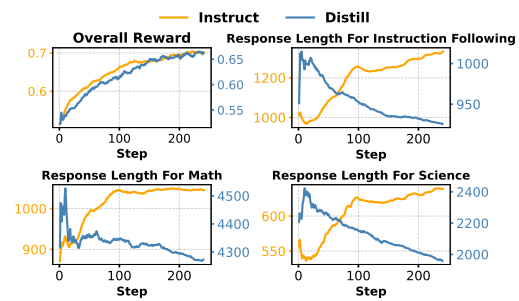 Instruct Distill
Overall Reward
0.7
0.6
0.65
0.60
0.55
0 100 200
Step
Response Length For Instruction Following
1200
1000
1000
950
0 100 200
Step
Response Length For Math
1000
900
4500
4400
4300
0 100 200
Step
Response Length For Science
600
550
2400
2200
2000
0 100 200
Step